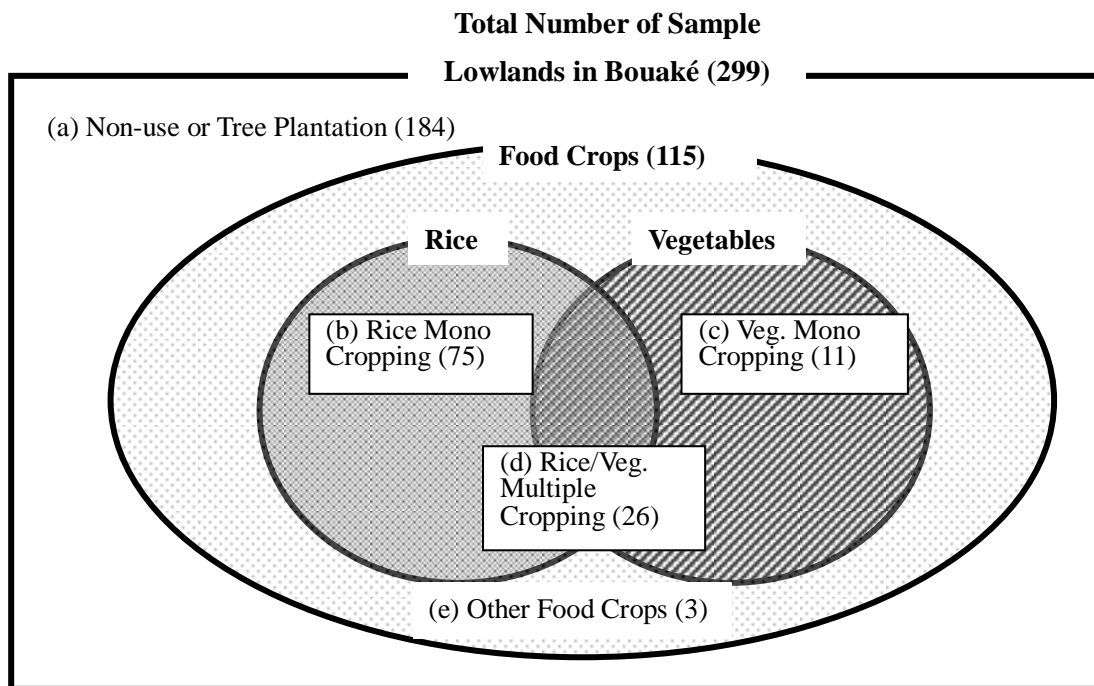 Total Number of Sample
Lowlands in Bouaké (299)
(a) Non-use or Tree Plantation (184)
Food Crops (115)
Rice
Vegetables
(b) Rice Mono
Cropping (75)
(c) Veg. Mono
Cropping (11)
(d) Rice/Veg.
Multiple
Cropping (26)
(e) Other Food Crops (3)